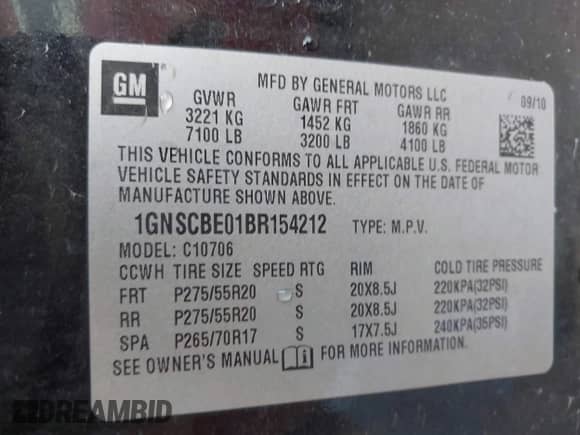 GM
MFD BY GENERAL MOTORS LLC
09/10
GVWR GAWR FRT GAWR RR
3221 KG 1452 KG 1860 KG
7100 LB 3200 LB 4100 LB
THIS VEHICLE CONFORMS TO ALL APPLICABLE U.S. FEDERAL MOTOR
VEHICLE SAFETY STANDARDS IN EFFECT ON THE DATE OF
MANUFACTURE SHOWN ABOVE.
1GNSCBE01BR154212 TYPE: M.P.V.
MODEL: C10706
CCWH TIRE SIZE SPEED RTG RIM COLD TIRE PRESSURE
FRT P275/55R20 S 20X8.5J 220KPA(32PSI)
RR P275/55R20 S 20X8.5J 220KPA(32PSI)
SPA P265/70R17 S 17X7.5J 240KPA(35PSI)
SEE OWNER'S MANUAL FOR MORE INFORMATION.
DREAMBID